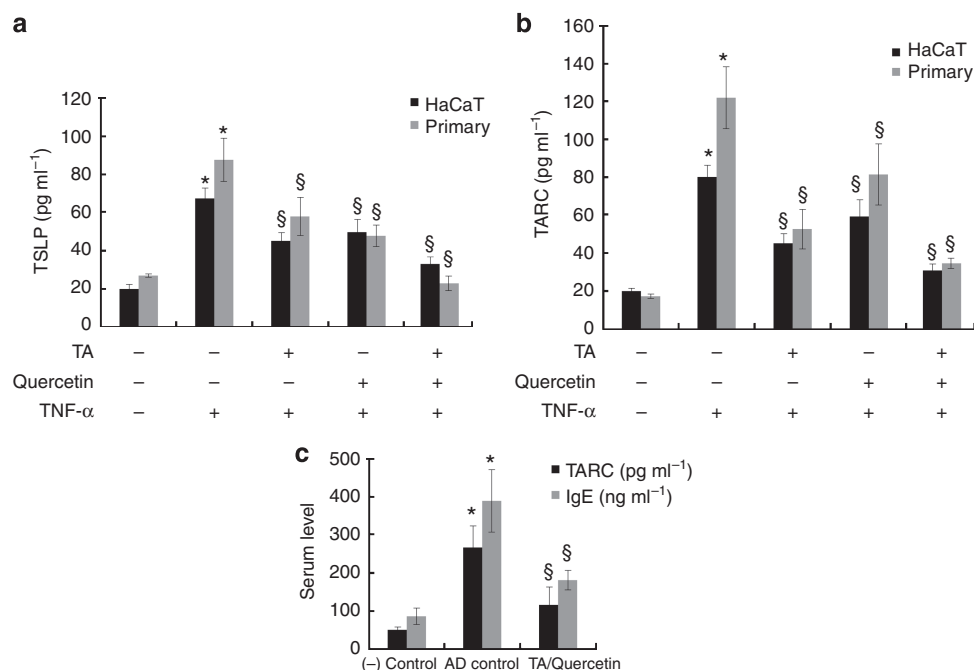 a
120
100
80
60
40
20
0
TSLP (pg ml⁻¹)
HaCaT
Primary
*
*
§
§
§
§
§
§
TA – – + – +
Quercetin – – – + +
TNF-α – + + + +
b
160
140
120
100
80
60
40
20
0
TARC (pg ml⁻¹)
HaCaT
Primary
*
*
§
§
§
§
§
§
TA – – + – +
Quercetin – – – + +
TNF-α – + + + +
c
500
400
300
200
100
0
Serum level
TARC (pg ml⁻¹)
IgE (ng ml⁻¹)
*
*
§
§
(–) Control AD control TA/Quercetin